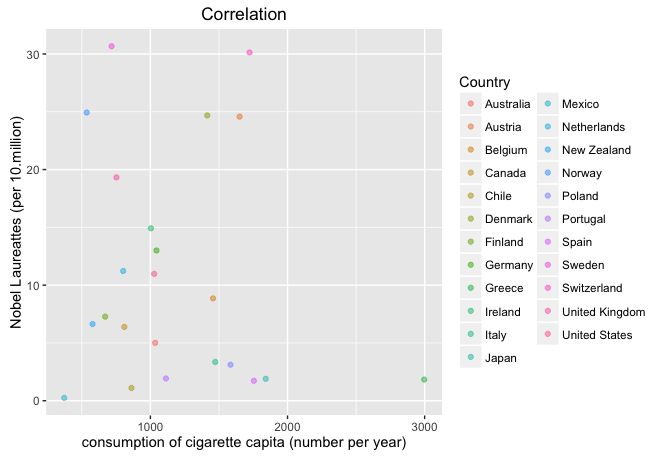 Correlation
Nobel Laureattes (per 10.million)
30
20
10
0
1000
2000
3000
consumption of cigarette capita (number per year)
Country
Australia
Austria
Belgium
Canada
Chile
Denmark
Finland
Germany
Greece
Ireland
Italy
Japan
Mexico
Netherlands
New Zealand
Norway
Poland
Portugal
Spain
Sweden
Switzerland
United Kingdom
United States